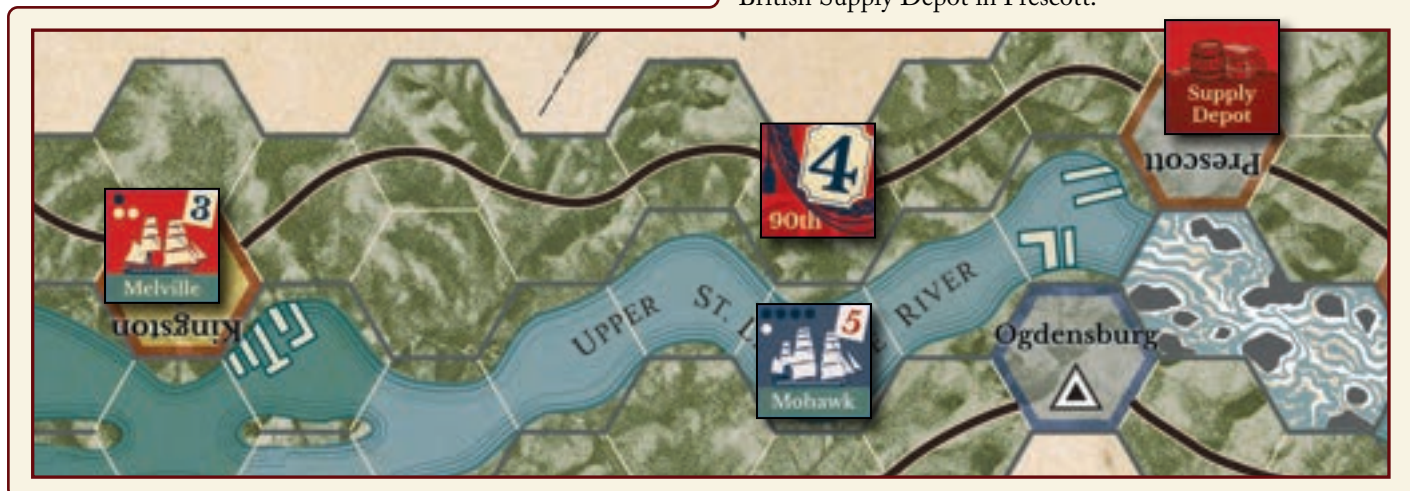 British Supply Depot in Prescott.
Supply
Depot
Prescott
4
90th
3
Melville
Kingston
UPPER ST. L E RIVER
5
Mohawk
Ogdensburg